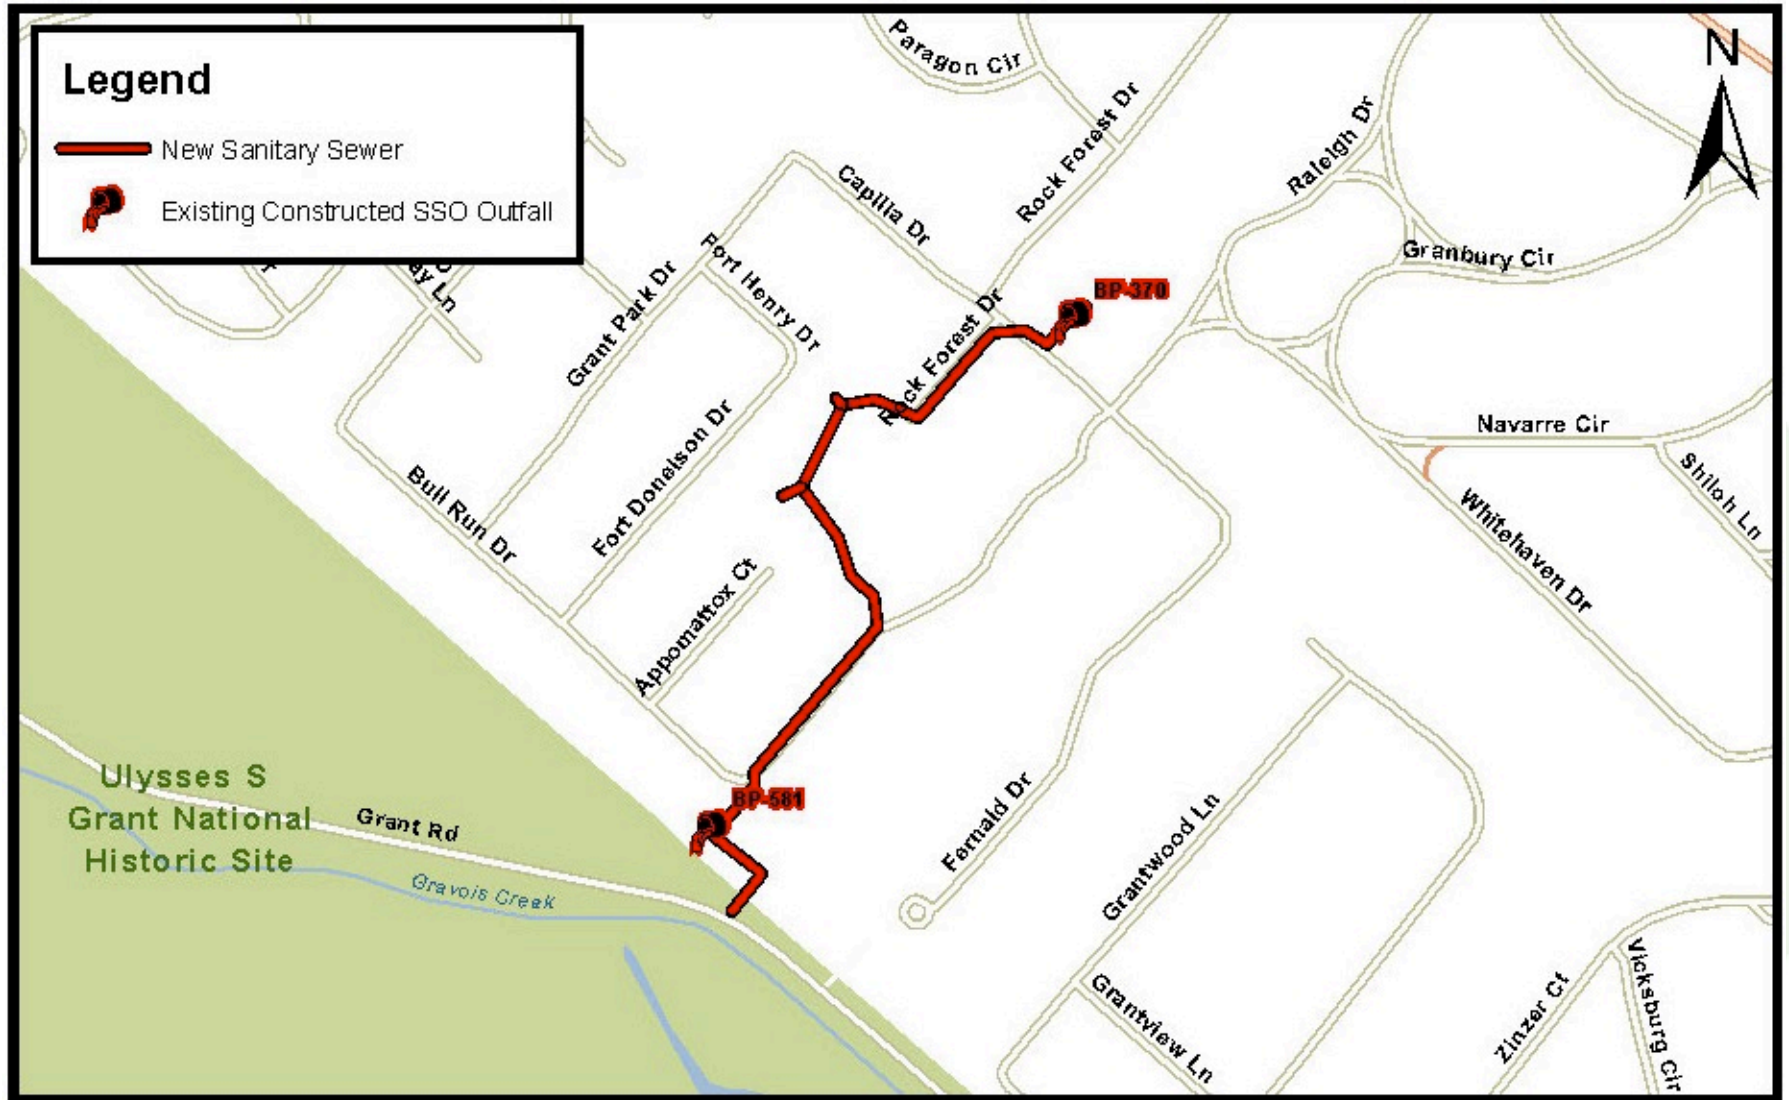 Legend
New Sanitary Sewer
Existing Constructed SSO Outfall
N
Paragon Cir
Rock Forest Dr
Raleigh Dr
Capilla Dr
Granbury Cir
Fort Henry Dr
Grant Park Dr
ay Ln
BP-370
Rock Forest Dr
Navarre Cir
Shiloh Ln
Whitehaven Dr
Fort Donelson Dr
Bull Run Dr
Appomattox Ct
BP-581
Ulysses S
Grant National
Historic Site
Grant Rd
Gravois Creek
Fernald Dr
Grantwood Ln
Grantview Ln
Zinzer Ct
Vicksburg Cir